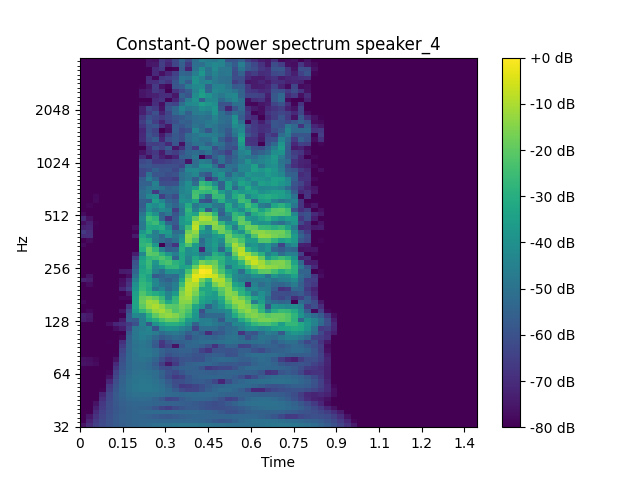 Constant-Q power spectrum speaker_4
+0 dB
-10 dB
-20 dB
-30 dB
-40 dB
-50 dB
-60 dB
-70 dB
-80 dB
2048
1024
512
256
128
64
32
Hz
0 0.15 0.3 0.45 0.6 0.75 0.9 1.1 1.2 1.4
Time